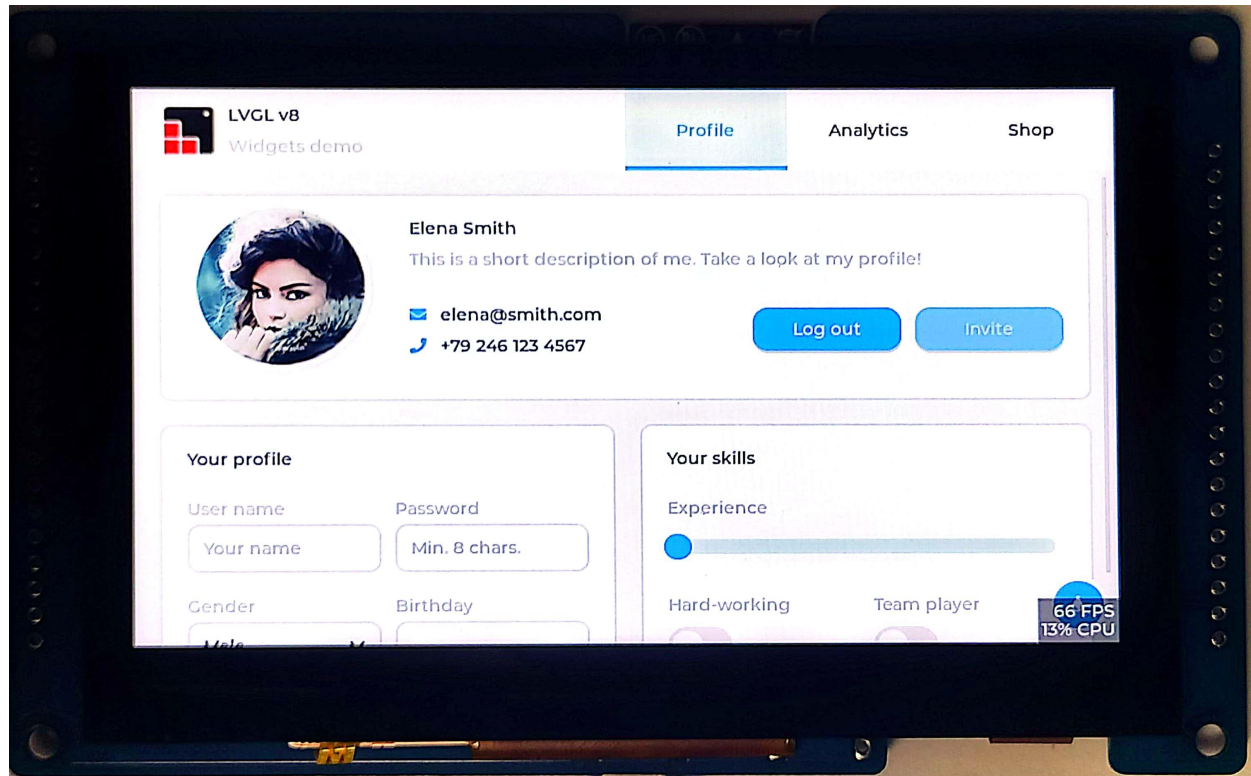 LVGL v8
Widgets demo
Profile
Analytics
Shop
Elena Smith
This is a short description of me. Take a look at my profile!
elena@smith.com
+79 246 123 4567
Log out
Invite
Your profile
User name
Password
Your name
Min. 8 chars.
Gender
Birthday
Male
Your skills
Experience
Hard-working
Team player
66 FPS
13% CPU